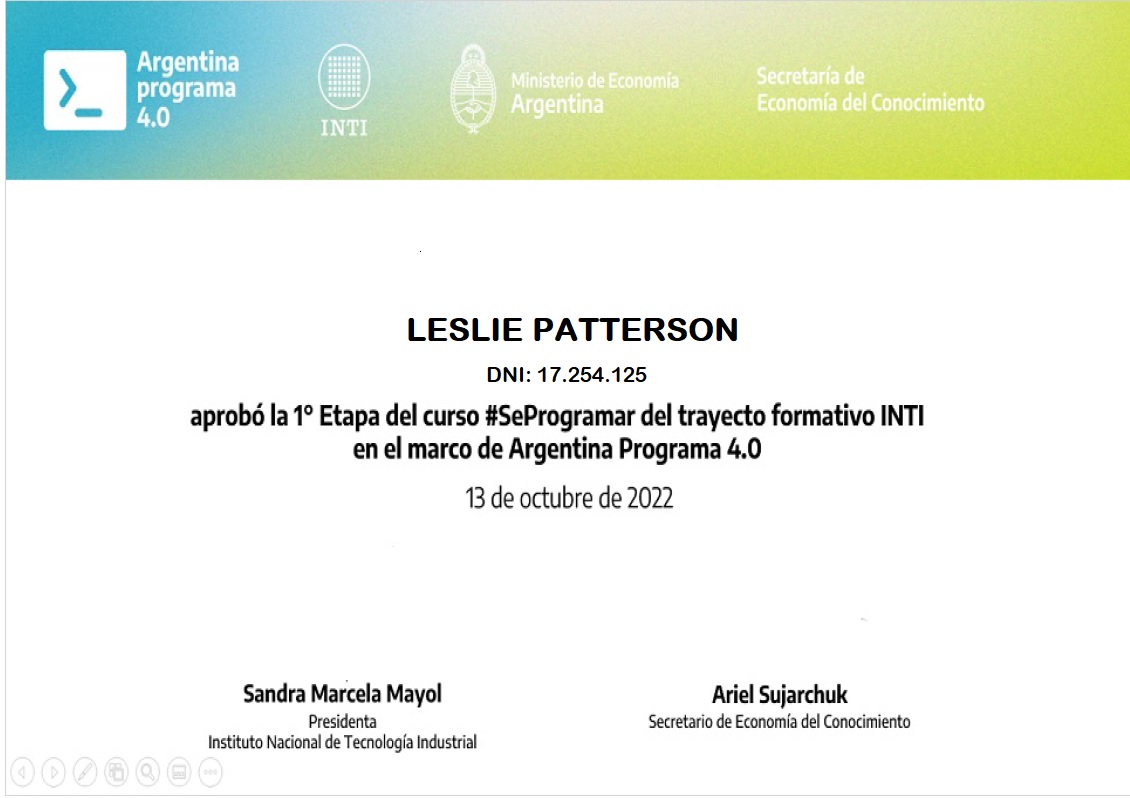 Argentina
programa
4.0
INTI
Ministerio de Economía
Argentina
Secretaría de
Economía del Conocimiento
LESLIE PATTERSON
DNI: 17.254.125
aprobó la 1° Etapa del curso #SeProgramar del trayecto formativo INTI
en el marco de Argentina Programa 4.0
13 de octubre de 2022
Sandra Marcela Mayol
Presidenta
Instituto Nacional de Tecnología Industrial
Ariel Sujarchuk
Secretario de Economía del Conocimiento